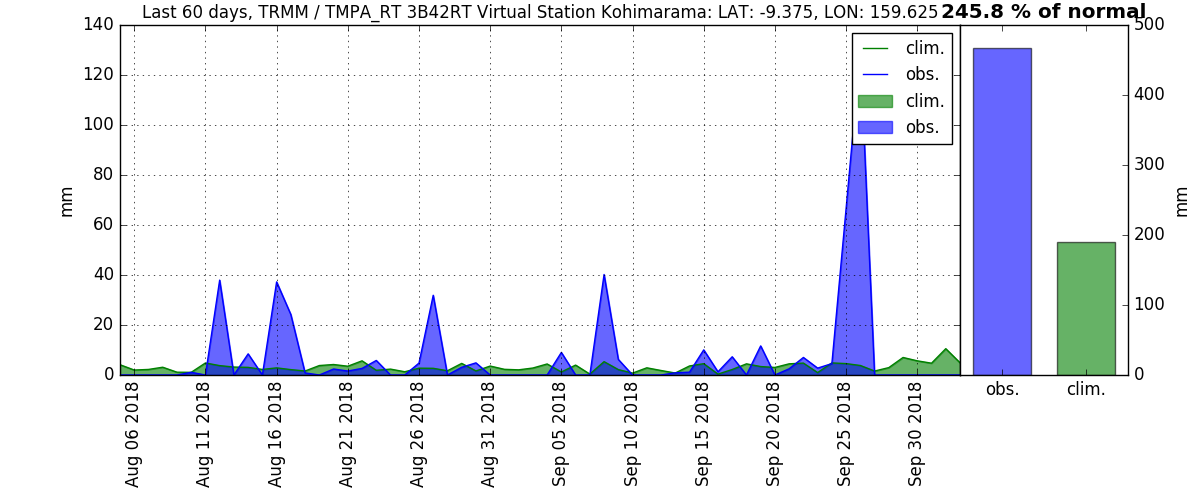 Last 60 days, TRMM / TMPA_RT 3B42RT Virtual Station Kohimarama: LAT: -9.375, LON: 159.625
245.8 % of normal
mm
140
120
100
80
60
40
20
0
clim.
obs.
clim.
obs.
Aug 06 2018
Aug 11 2018
Aug 16 2018
Aug 21 2018
Aug 26 2018
Aug 31 2018
Sep 05 2018
Sep 10 2018
Sep 15 2018
Sep 20 2018
Sep 25 2018
Sep 30 2018
500
400
300
200
100
0
mm
obs.
clim.